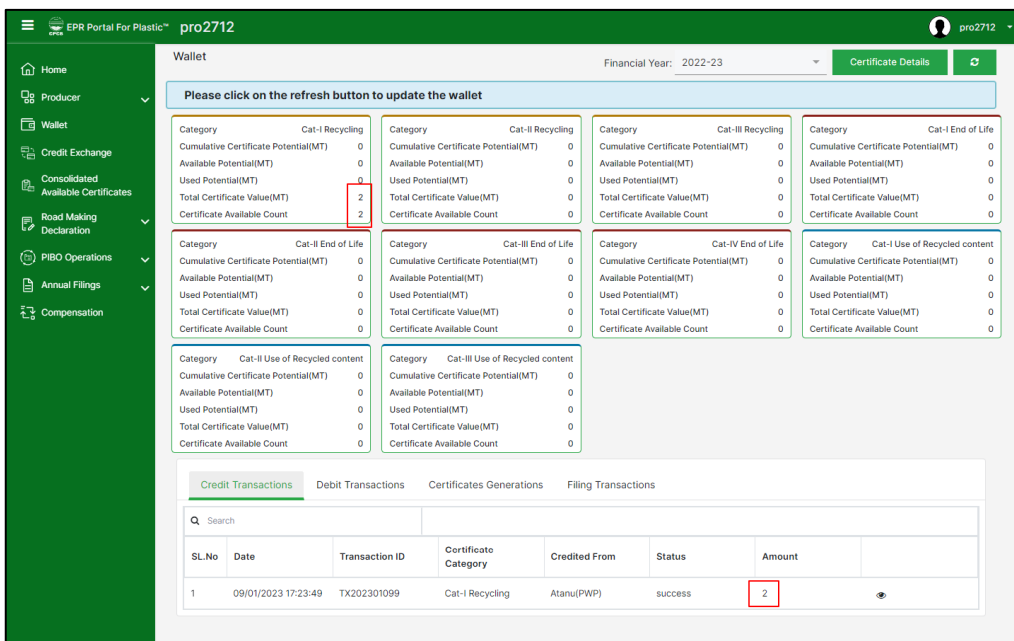 EPR Portal For Plastic™ pro2712 pro2712
CPCB
Home
Producer
Wallet
Credit Exchange
Consolidated
Available Certificates
Road Making
Declaration
PIBO Operations
Annual Filings
Compensation
Wallet Financial Year: 2022-23 Certificate Details
Please click on the refresh button to update the wallet
Category Cat-I Recycling
Cumulative Certificate Potential(MT) 0
Available Potential(MT) 0
Used Potential(MT) 0
Total Certificate Value(MT) 2
Certificate Available Count 2
Category Cat-II Recycling
Cumulative Certificate Potential(MT) 0
Available Potential(MT) 0
Used Potential(MT) 0
Total Certificate Value(MT) 0
Certificate Available Count 0
Category Cat-III Recycling
Cumulative Certificate Potential(MT) 0
Available Potential(MT) 0
Used Potential(MT) 0
Total Certificate Value(MT) 0
Certificate Available Count 0
Category Cat-I End of Life
Cumulative Certificate Potential(MT) 0
Available Potential(MT) 0
Used Potential(MT) 0
Total Certificate Value(MT) 0
Certificate Available Count 0
Category Cat-II End of Life
Cumulative Certificate Potential(MT) 0
Available Potential(MT) 0
Used Potential(MT) 0
Total Certificate Value(MT) 0
Certificate Available Count 0
Category Cat-III End of Life
Cumulative Certificate Potential(MT) 0
Available Potential(MT) 0
Used Potential(MT) 0
Total Certificate Value(MT) 0
Certificate Available Count 0
Category Cat-IV End of Life
Cumulative Certificate Potential(MT) 0
Available Potential(MT) 0
Used Potential(MT) 0
Total Certificate Value(MT) 0
Certificate Available Count 0
Category Cat-I Use of Recycled content
Cumulative Certificate Potential(MT) 0
Available Potential(MT) 0
Used Potential(MT) 0
Total Certificate Value(MT) 0
Certificate Available Count 0
Category Cat-II Use of Recycled content
Cumulative Certificate Potential(MT) 0
Available Potential(MT) 0
Used Potential(MT) 0
Total Certificate Value(MT) 0
Certificate Available Count 0
Category Cat-III Use of Recycled content
Cumulative Certificate Potential(MT) 0
Available Potential(MT) 0
Used Potential(MT) 0
Total Certificate Value(MT) 0
Certificate Available Count 0
Credit Transactions Debit Transactions Certificates Generations Filing Transactions
Search
SL.No Date Transaction ID Certificate Category Credited From Status Amount
1 09/01/2023 17:23:49 TX202301099 Cat-I Recycling Atanu(PWP) success 2